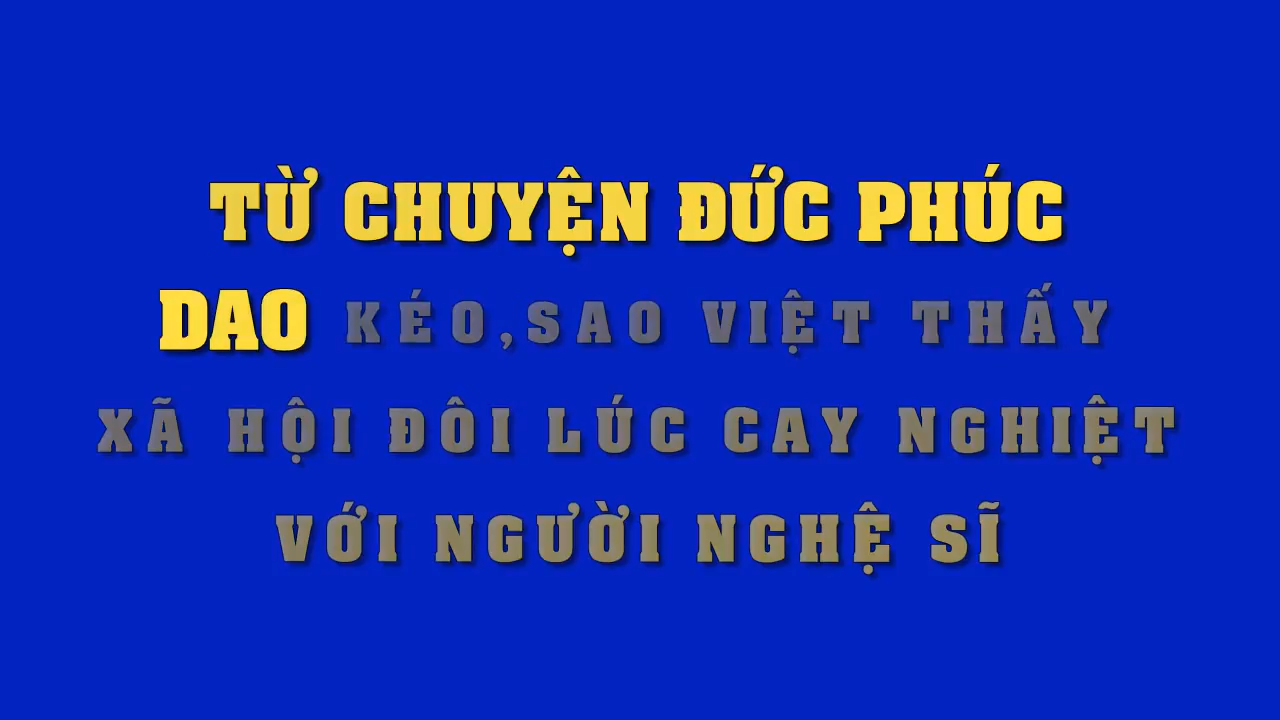 TỪ CHUYỆN ĐỨC PHÚC
DAO KÉO,SAO VIỆT THẤY
XÃ HỘI ĐÔI LÚC CAY NGHIỆT
VỚI NGƯỜI NGHỆ SĨ